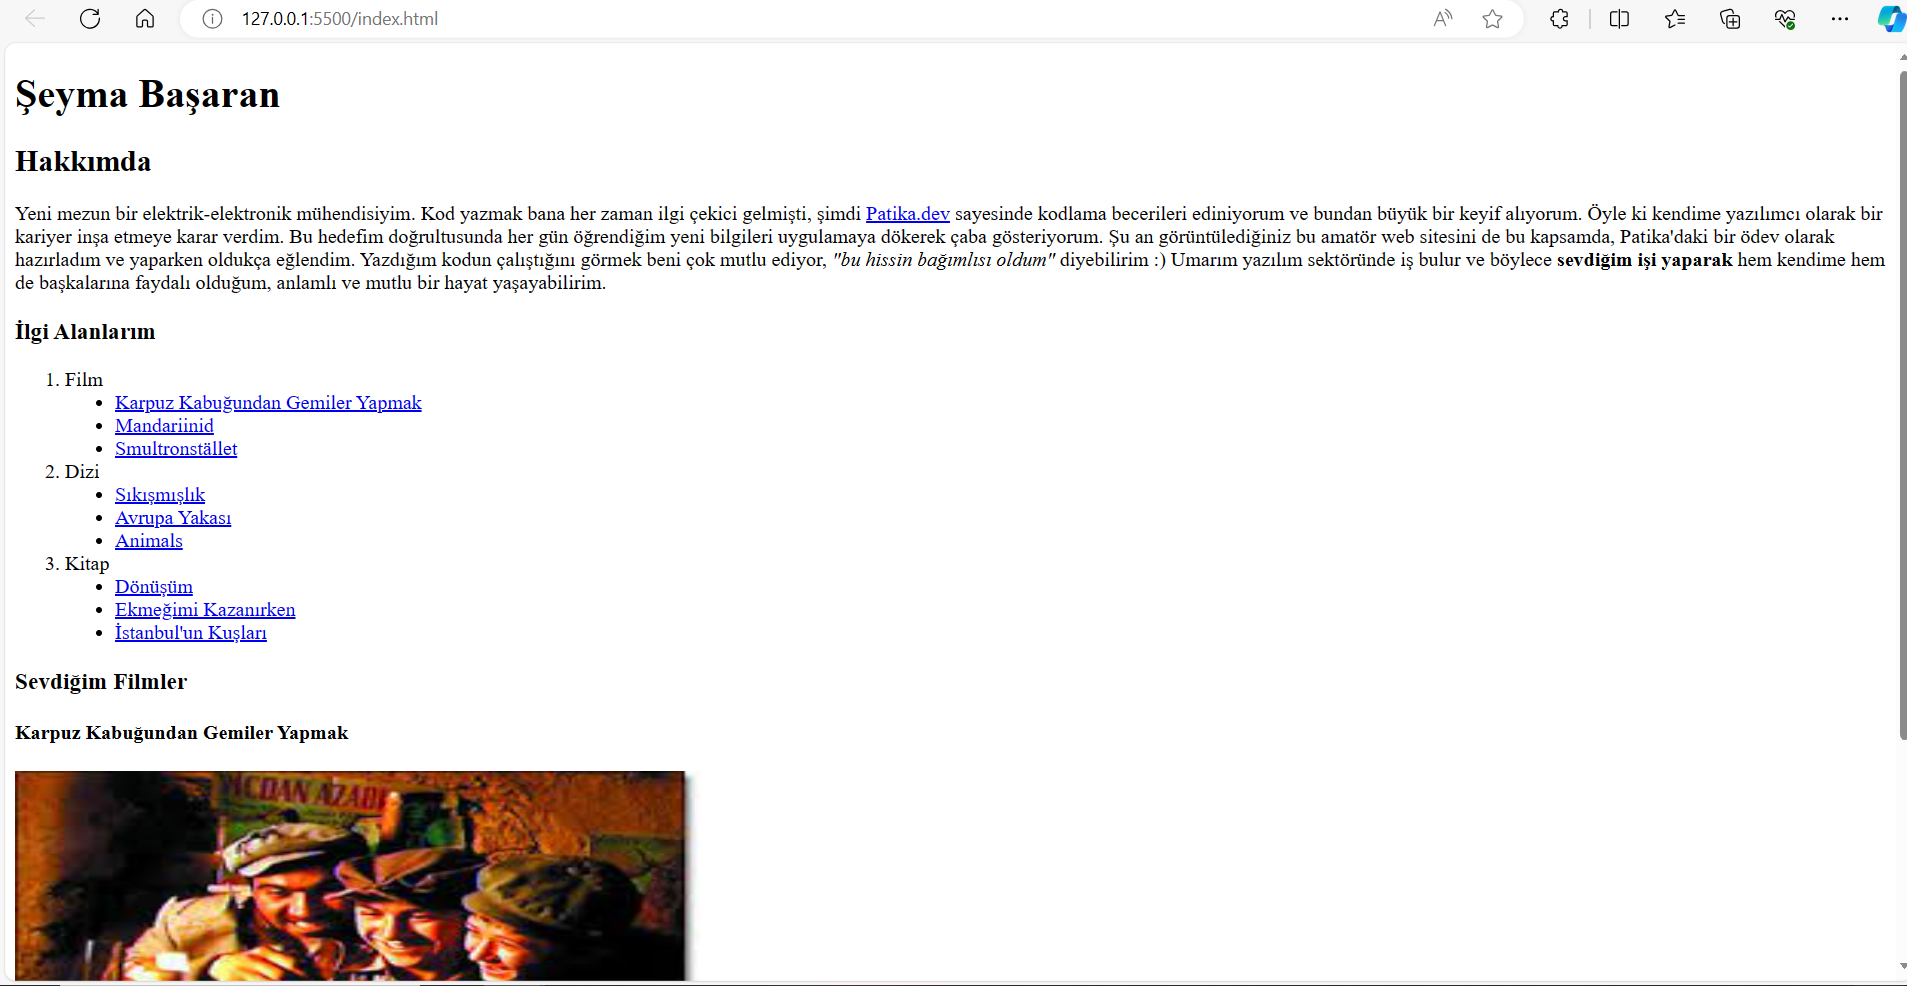 127.0.0.1:5500/index.html
Şeyma Başaran
Hakkımda
Yeni mezun bir elektrik-elektronik mühendisiyim. Kod yazmak bana her zaman ilgi çekici gelmişti, şimdi Patika.dev sayesinde kodlama becerileri ediniyorum ve bundan büyük bir keyif alıyorum. Öyle ki kendime yazılımcı olarak bir
kariyer inşa etmeye karar verdim. Bu hedefim doğrultusunda her gün öğrendiğim yeni bilgileri uygulamaya dökerek çaba gösteriyorum. Şu an görüntülediğiniz bu amatör web sitesini de bu kapsamda, Patika'daki bir ödev olarak
hazırladım ve yaparken oldukça eğlendim. Yazdığım kodun çalıştığını görmek beni çok mutlu ediyor, "bu hissin bağımlısı oldum" diyebilirim :) Umarım yazılım sektöründe iş bulur ve böylece sevdiğim işi yaparak hem kendime hem
de başkalarına faydalı olduğum, anlamlı ve mutlu bir hayat yaşayabilirim.
İlgi Alanlarım
1. Film
• Karpuz Kabuğundan Gemiler Yapmak
• Mandariinid
• Smultronstället
2. Dizi
• Sıkışmışlık
• Avrupa Yakası
• Animals
3. Kitap
• Dönüşüm
• Ekmeğimi Kazanırken
• İstanbul'un Kuşları
Sevdiğim Filmler
Karpuz Kabuğundan Gemiler Yapmak
AZABI